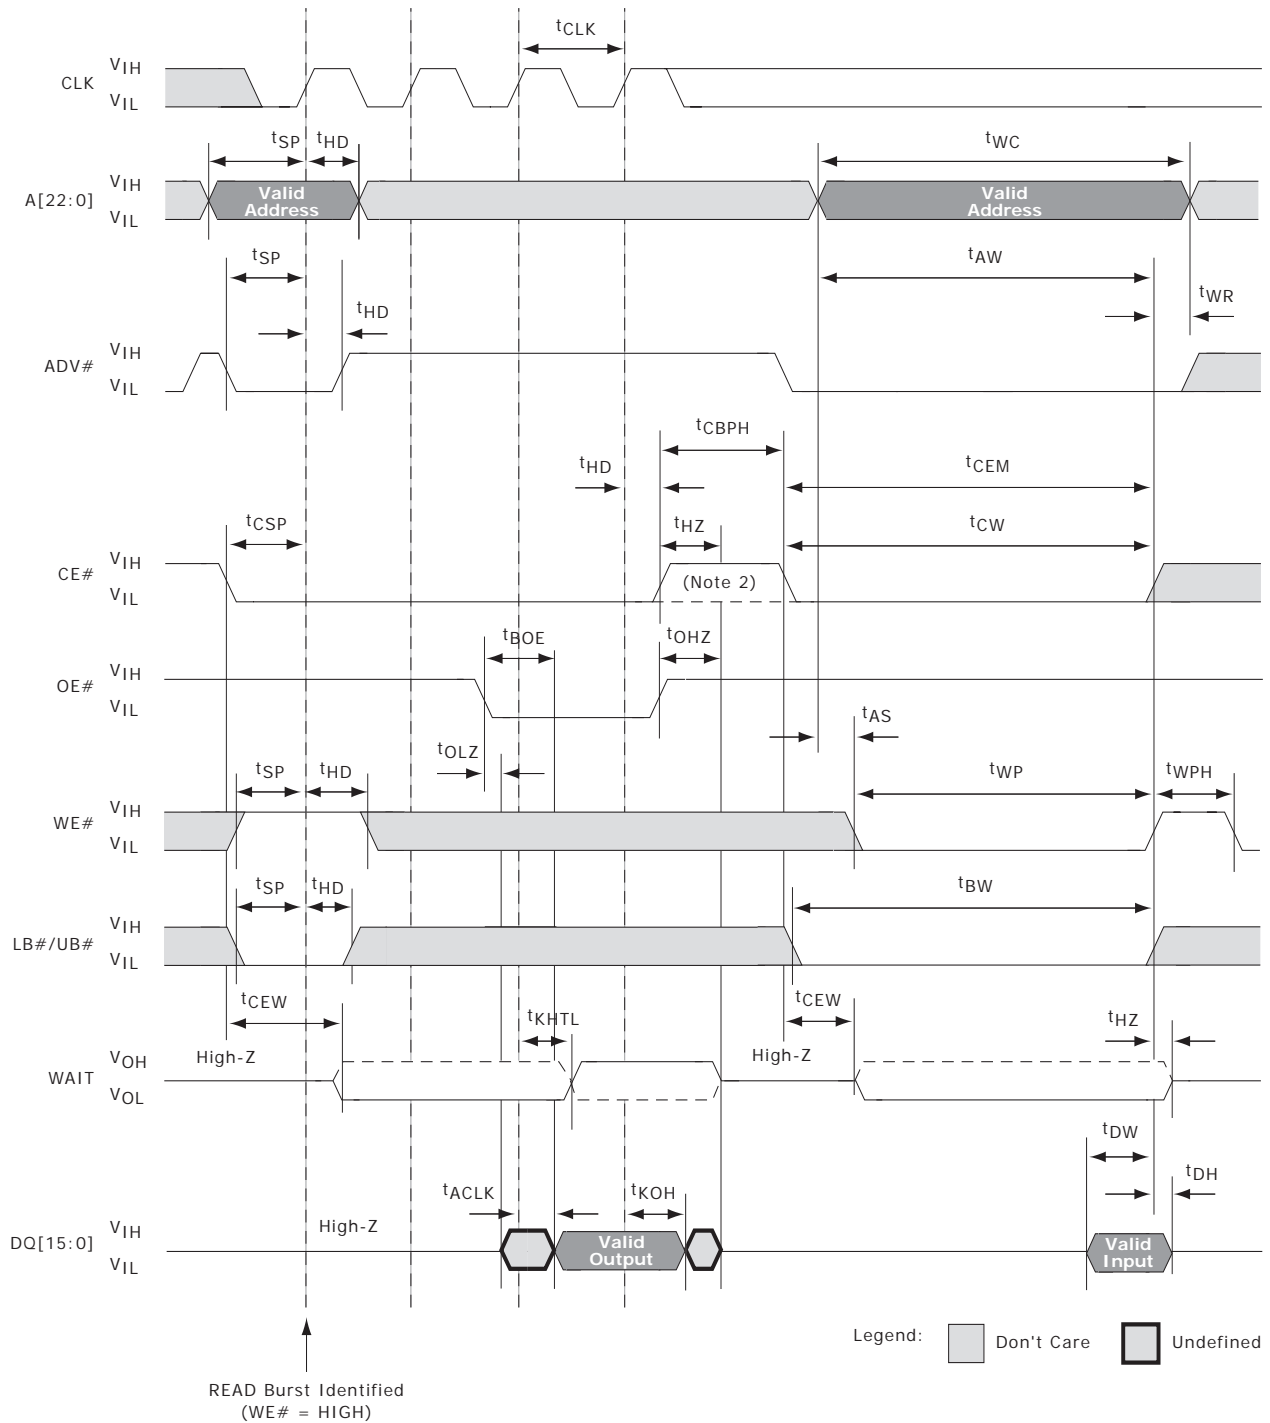 tCLK
CLK VIH
VIL
tSP tHD tWC
A[22:0] VIH
VIL
Valid Address
Valid Address
tSP tAW
tHD tWR
ADV# VIH
VIL
tCBPH
tHD tCEM
tCSP tHZ tCW
CE# VIH
VIL
(Note 2)
tBOE tOHZ
OE# VIH
VIL
tAS
tOLZ
tSP tHD tWP tWPH
WE# VIH
VIL
tSP tHD tBW
LB#/UB# VIH
VIL
tCEW tKHTL tCEW tHZ
High-Z High-Z
WAIT VOH
VOL
tDW
tACLK tKOH tDH
High-Z
DQ[15:0] VIH
VIL
Valid Output
Valid Input
Legend: Don't Care Undefined
READ Burst Identified
(WE# = HIGH)